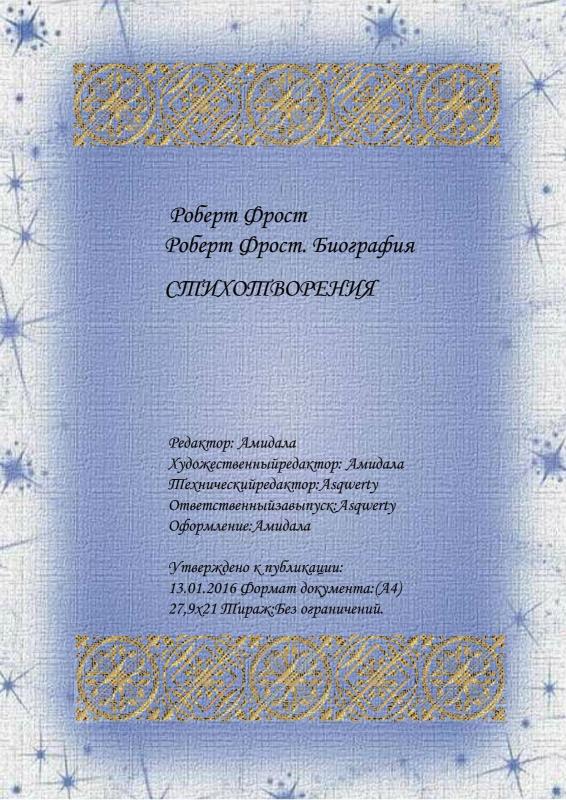 Роберт Фрост
Роберт Фрост. Биография
СТИХОТВОРЕНИЯ
Редактор: Амидала
Художественныйредактор: Амидала
Техническийредактор:Asqwerty
Ответственныйзавыпуск:Asqwerty
Оформление:Амидала
Утверждено к публикации:
13.01.2016 Формат документа:(А4)
27,9х21 Тираж:Без ограничений.